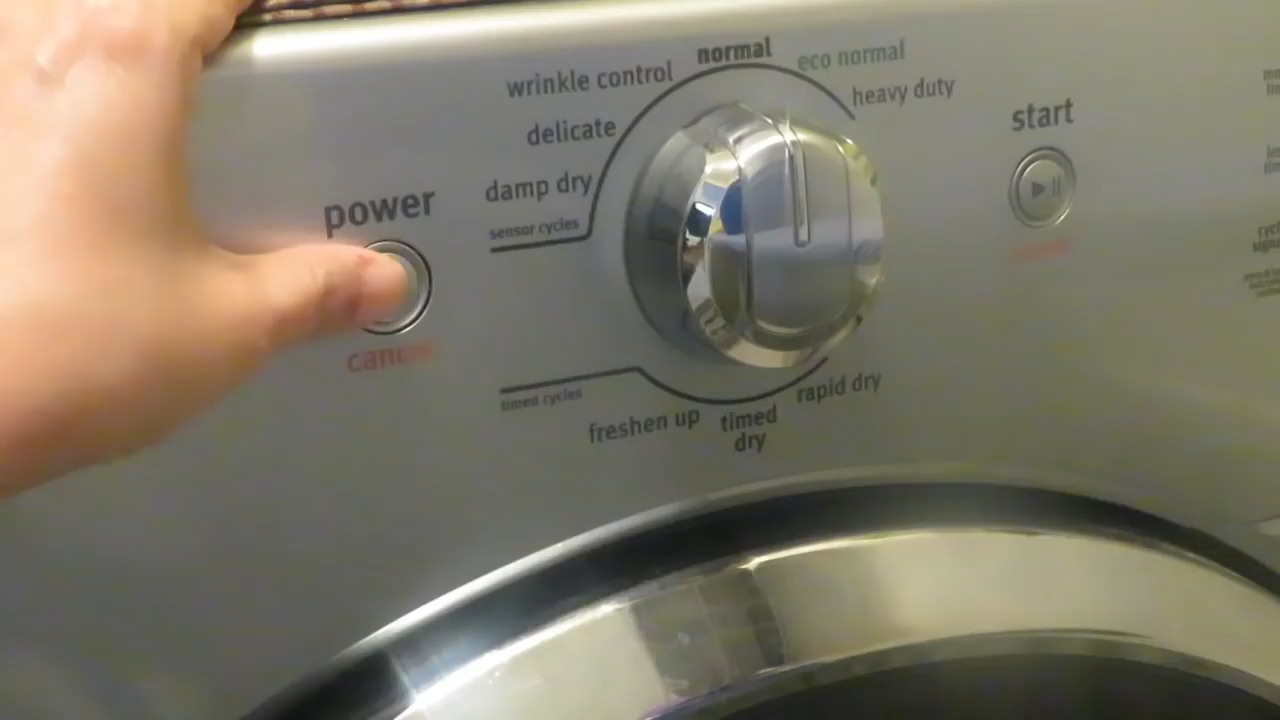 normal
eco normal
wrinkle control
heavy duty
delicate
start
damp dry
power
sensor cycles
cancel
timed cycles
rapid dry
freshen up
timed
dry